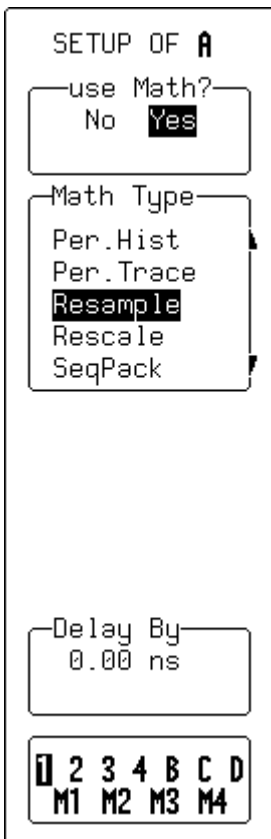 SETUP OF A
use Math?
No Yes
Math Type
Per.Hist
Per.Trace
Resample
Rescale
SeqPack
Delay By
0.00 ns
1 2 3 4 B C D
M1 M2 M3 M4